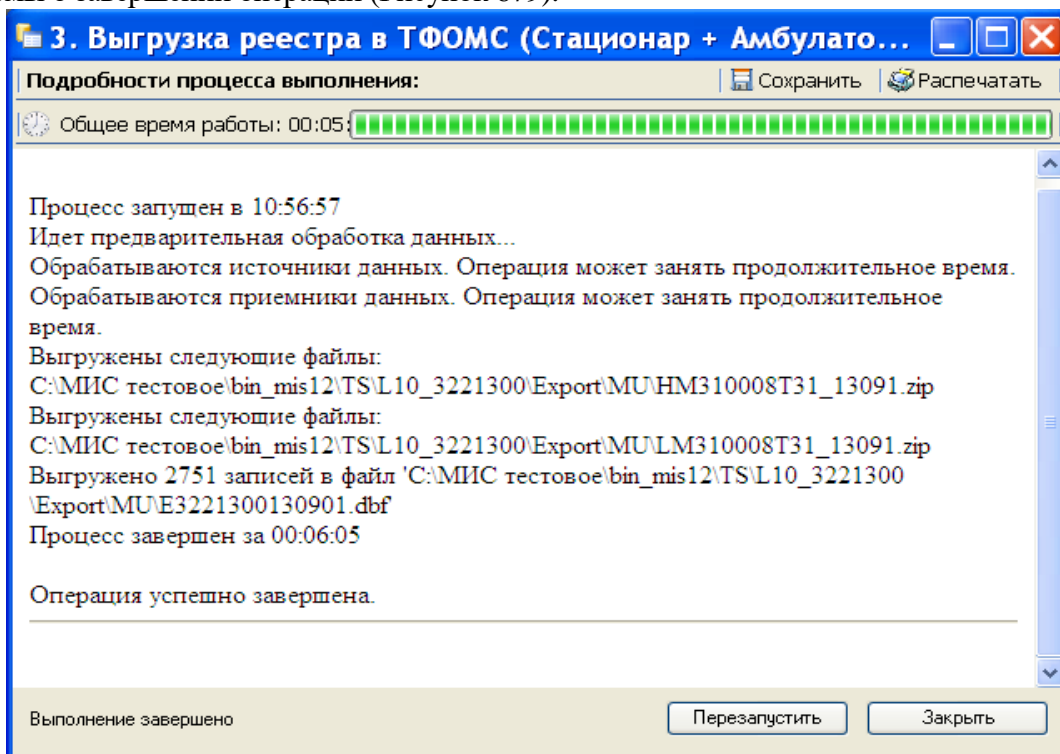 о завершении операции (Рисунок 879).
3. Выгрузка реестра в ТФОМС (Стационар + Амбулато...
Подробности процесса выполнения:
Сохранить
Распечатать
Общее время работы: 00:05:
Процесс запущен в 10:56:57
Идет предварительная обработка данных...
Обрабатываются источники данных. Операция может занять продолжительное время.
Обрабатываются приемники данных. Операция может занять продолжительное
время.
Выгружены следующие файлы:
C:\МИС тестовое\bin_mis12\TS\L10_3221300\Export\MU\HM310008T31_13091.zip
Выгружены следующие файлы:
C:\МИС тестовое\bin_mis12\TS\L10_3221300\Export\MU\LM310008T31_13091.zip
Выгружено 2751 записей в файл 'C:\МИС тестовое\bin_mis12\TS\L10_3221300
\Export\MU\E3221300130901.dbf'
Процесс завершен за 00:06:05
Операция успешно завершена.
Выполнение завершено
Перезапустить
Закрыть